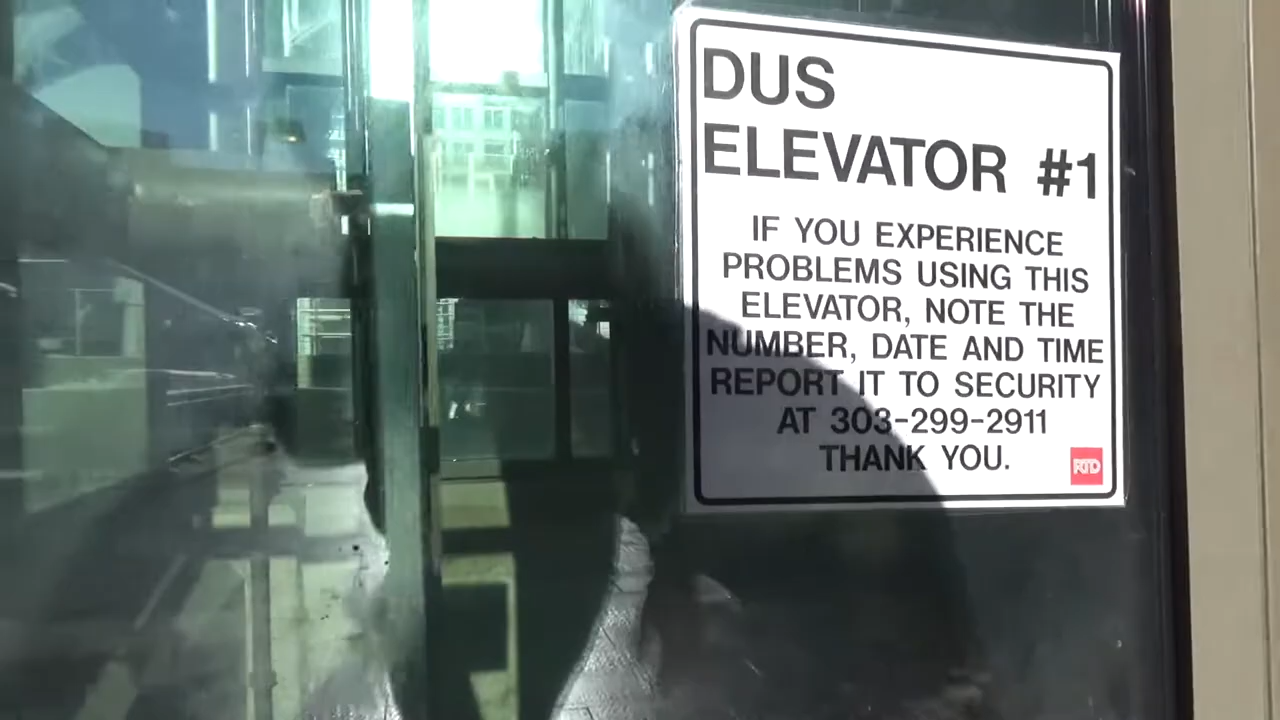 DUS
ELEVATOR #1
IF YOU EXPERIENCE
PROBLEMS USING THIS
ELEVATOR, NOTE THE
NUMBER, DATE AND TIME
REPORT IT TO SECURITY
AT 303-299-2911
THANK YOU.
RTD